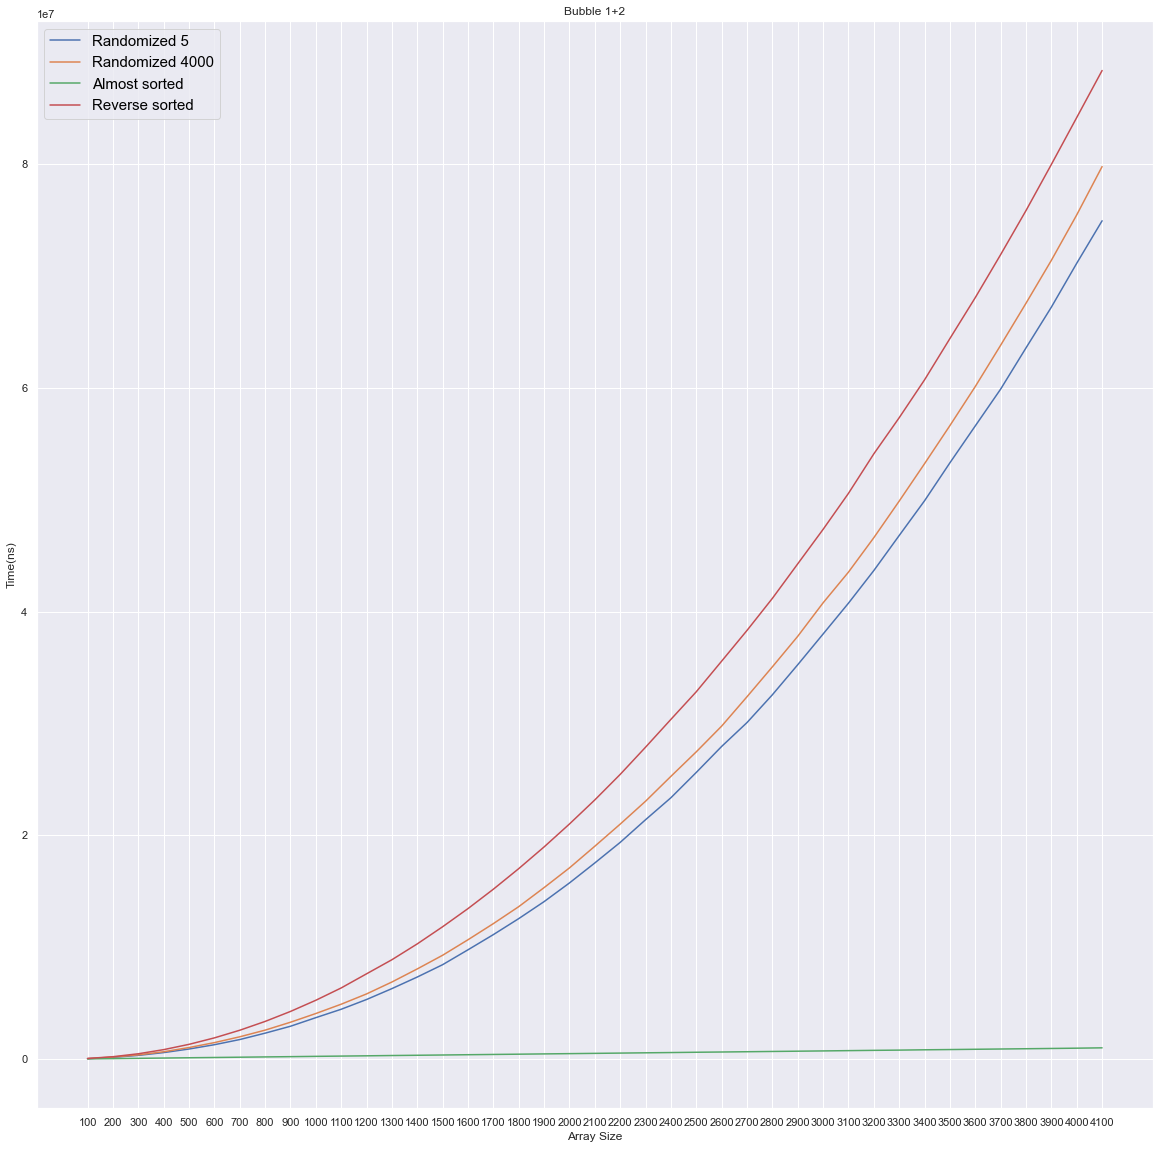 Bubble 1+2
1e7
Randomized 5
Randomized 4000
Almost sorted
Reverse sorted
8
6
4
2
0
Time(ns)
100 200 300 400 500 600 700 800 900 1000 1100 1200 1300 1400 1500 1600 1700 1800 1900 2000 2100 2200 2300 2400 2500 2600 2700 2800 2900 3000 3100 3200 3300 3400 3500 3600 3700 3800 3900 4000 4100
Array Size